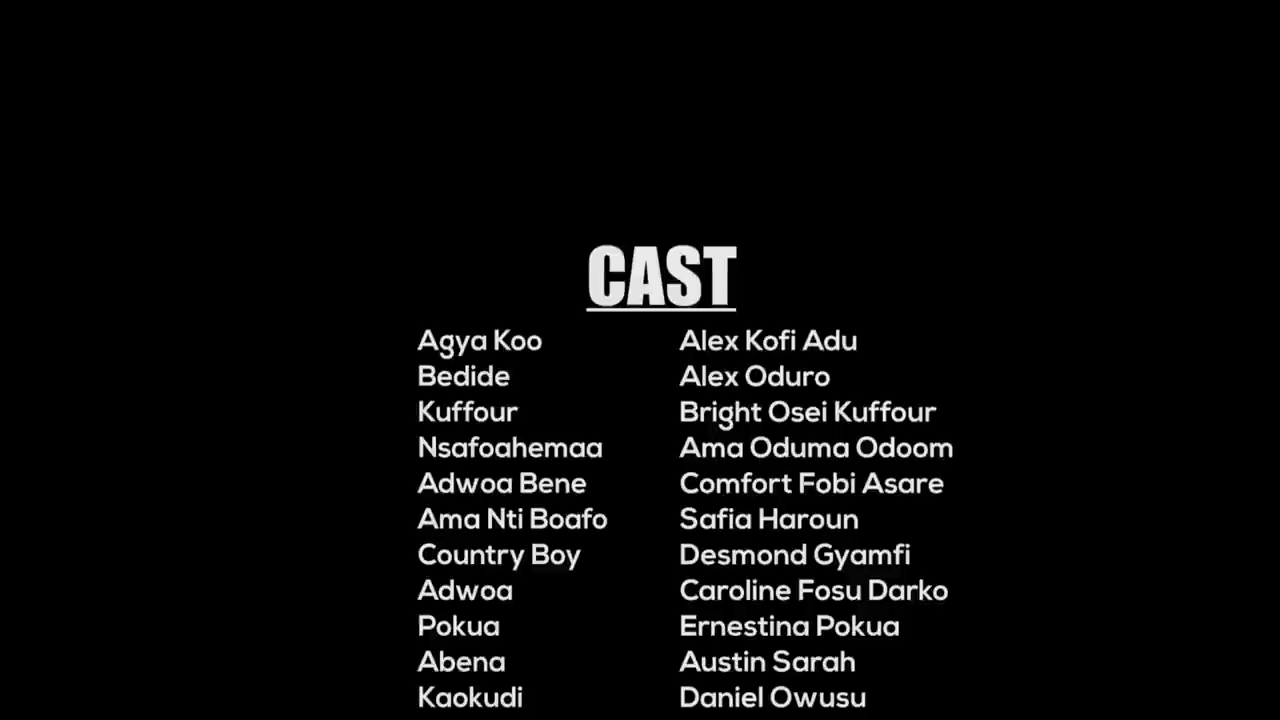 CAST
Agya Koo Alex Kofi Adu
Bedide Alex Oduro
Kuffour Bright Osei Kuffour
Nsafoahemaa Ama Oduma Odoom
Adwoa Bene Comfort Fobi Asare
Ama Nti Boafo Safia Haroun
Country Boy Desmond Gyamfi
Adwoa Caroline Fosu Darko
Pokua Ernestina Pokua
Abena Austin Sarah
Kaokudi Daniel Owusu